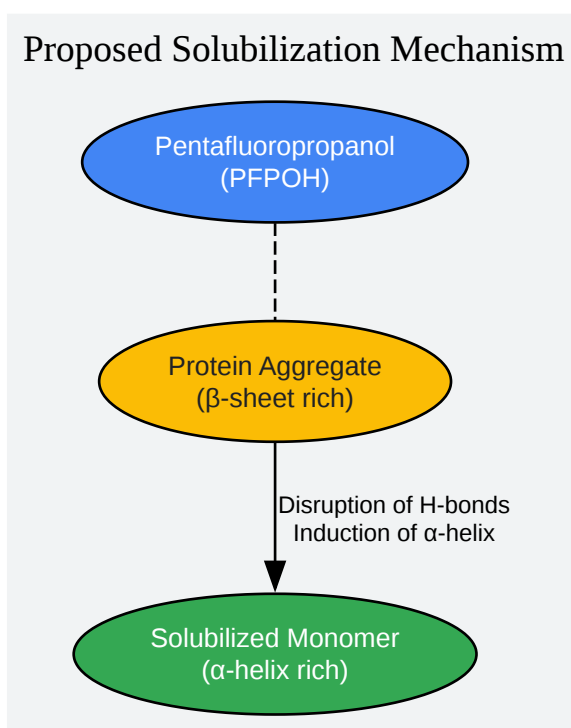 Proposed Solubilization Mechanism
Pentafluoropropanol
(PFPOH)
Protein Aggregate
(β-sheet rich)
Disruption of H-bonds
Induction of α-helix
Solubilized Monomer
(α-helix rich)